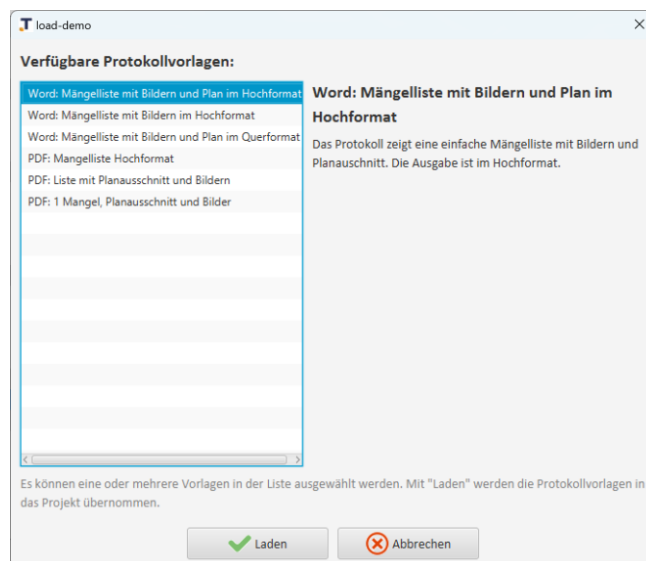 load-demo
Verfügbare Protokollvorlagen:
Word: Mängelliste mit Bildern und Plan im Hochformat
Word: Mängelliste mit Bildern im Hochformat
Word: Mängelliste mit Bildern und Plan im Querformat
PDF: Mangelliste Hochformat
PDF: Liste mit Planausschnitt und Bildern
PDF: 1 Mangel, Planausschnitt und Bilder
Word: Mängelliste mit Bildern und Plan im
Hochformat
Das Protokoll zeigt eine einfache Mängelliste mit Bildern und
Planauschnitt. Die Ausgabe ist im Hochformat.
Es können eine oder mehrere Vorlagen in der Liste ausgewählt werden. Mit "Laden" werden die Protokollvorlagen in
das Projekt übernommen.
Laden
Abbrechen